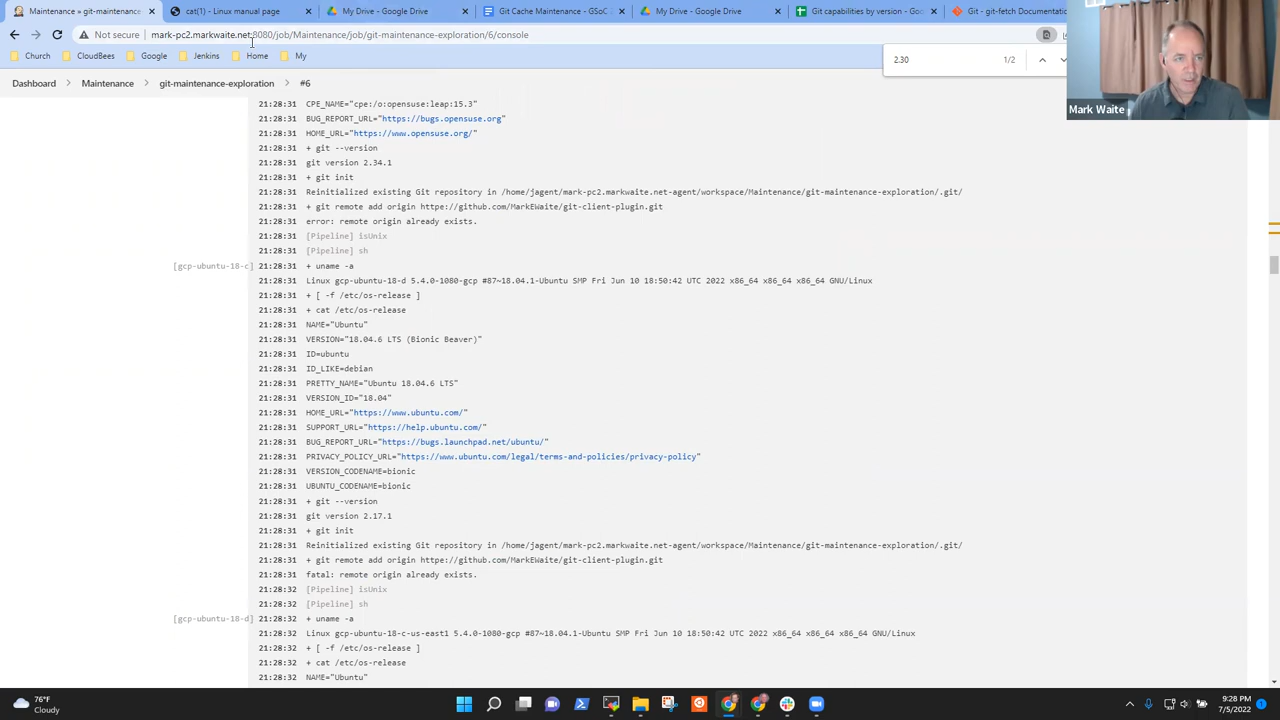 manual page
cat(1) - Linux manual page
My Drive - Google Drive
Git Cache Maintenance - GSoC
My Drive - Google Drive
Git capabilities by version - Go
Git - git-fetch Documentation
Not secure
mark-pc2.markwaite.net:8080/job/Maintenance/job/git-maintenance-exploration/6/console
Church
CloudBees
Google
Jenkins
Home
My
2.30
1/2
Mark Waite
Dashboard
Maintenance
git-maintenance-exploration
#6
21:28:31 CPE_NAME="cpe:/o:opensuse:leap:15.3"
21:28:31 BUG_REPORT_URL="https://bugs.opensuse.org"
21:28:31 HOME_URL="https://www.opensuse.org/"
21:28:31 + git --version
21:28:31 git version 2.34.1
21:28:31 + git init
21:28:31 Reinitialized existing Git repository in /home/jagent/mark-pc2.markwaite.net-agent/workspace/Maintenance/git-maintenance-exploration/.git/
21:28:31 + git remote add origin httpe://github.com/MarkEWaite/git-client-plugin.git
21:28:31 error: remote origin already exists.
21:28:31 [Pipeline] isUnix
21:28:31 [Pipeline] sh
[gcp-ubuntu-18-c] 21:28:31 + uname -a
21:28:31 Linux gcp-ubuntu-18-d 5.4.0-1080-gcp #87~18.04.1-Ubuntu SMP Fri Jun 10 18:50:42 UTC 2022 x86_64 x86_64 x86_64 GNU/Linux
21:28:31 + [ -f /etc/os-release ]
21:28:31 + cat /etc/os-release
21:28:31 NAME="Ubuntu"
21:28:31 VERSION="18.04.6 LTS (Bionic Beaver)"
21:28:31 ID=ubuntu
21:28:31 ID_LIKE=debian
21:28:31 PRETTY_NAME="Ubuntu 18.04.6 LTS"
21:28:31 VERSION_ID="18.04"
21:28:31 HOME_URL="https://www.ubuntu.com/"
21:28:31 SUPPORT_URL="https://help.ubuntu.com/"
21:28:31 BUG_REPORT_URL="https://bugs.launchpad.net/ubuntu/"
21:28:31 PRIVACY_POLICY_URL="https://www.ubuntu.com/legal/terms-and-policies/privacy-policy"
21:28:31 VERSION_CODENAME=bionic
21:28:31 UBUNTU_CODENAME=bionic
21:28:31 + git --version
21:28:31 git version 2.17.1
21:28:31 + git init
21:28:31 Reinitialized existing Git repository in /home/jagent/mark-pc2.markwaite.net-agent/workspace/Maintenance/git-maintenance-exploration/.git/
21:28:31 + git remote add origin httpe://github.com/MarkEWaite/git-client-plugin.git
21:28:31 fatal: remote origin already exists.
21:28:32 [Pipeline] isUnix
21:28:32 [Pipeline] sh
[gcp-ubuntu-18-d] 21:28:32 + uname -a
21:28:32 Linux gcp-ubuntu-18-c-us-east1 5.4.0-1080-gcp #87~18.04.1-Ubuntu SMP Fri Jun 10 18:50:42 UTC 2022 x86_64 x86_64 x86_64 GNU/Linux
21:28:32 + [ -f /etc/os-release ]
21:28:32 + cat /etc/os-release
21:28:32 NAME="Ubuntu"
76°F
Cloudy
9:28 PM
7/5/2022